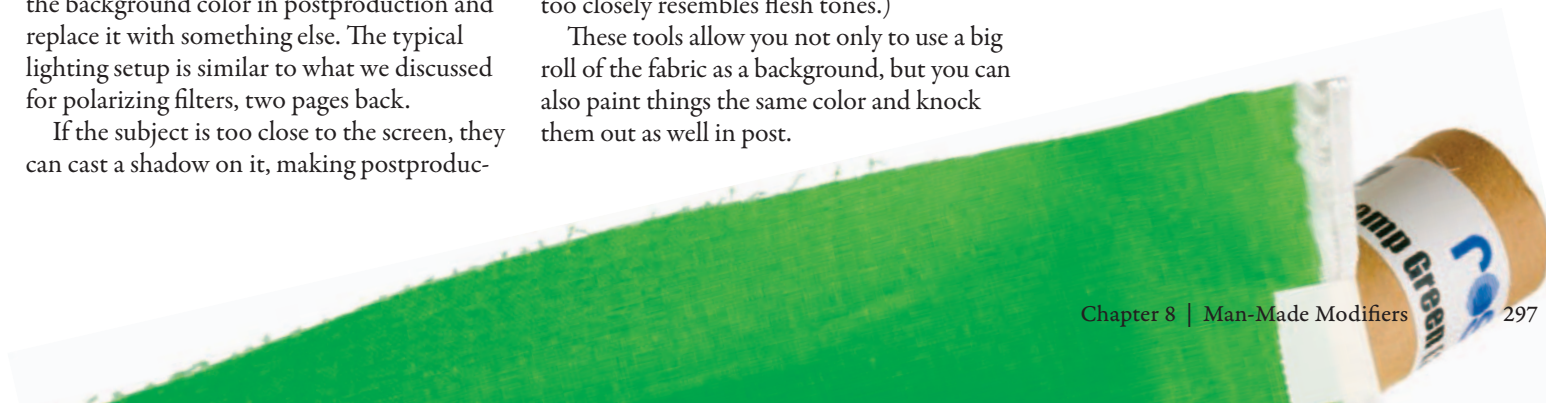 the background color in postproduction and
replace it with something else. The typical
lighting setup is similar to what we discussed
for polarizing filters, two pages back.
If the subject is too close to the screen, they
can cast a shadow on it, making postproduc-
too closely resembles flesh tones.)
These tools allow you not only to use a big
roll of the fabric as a background, but you can
also paint things the same color and knock
them out as well in post.
omp Green
ros
Chapter 8 | Man-Made Modifiers
297